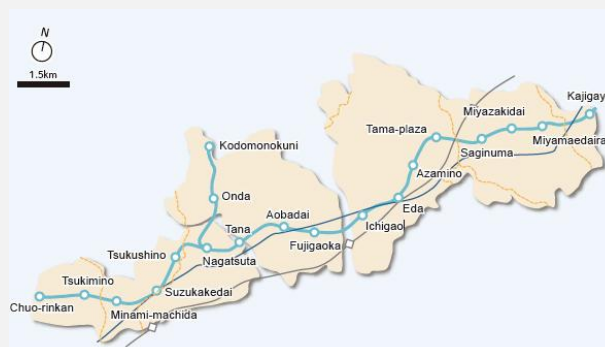 N
1.5km
Kajigay
Miyazakidai
Tama-plaza
Miyamaedaira
Saginuma
Kodomonokuni
Azamino
Onda
Eda
Aobadai
Tana
Ichigao
Fujigaoka
Tsukushino
Nagatsuta
Tsukimino
Suzukakedai
Chuo-rinkan
Minami-machida